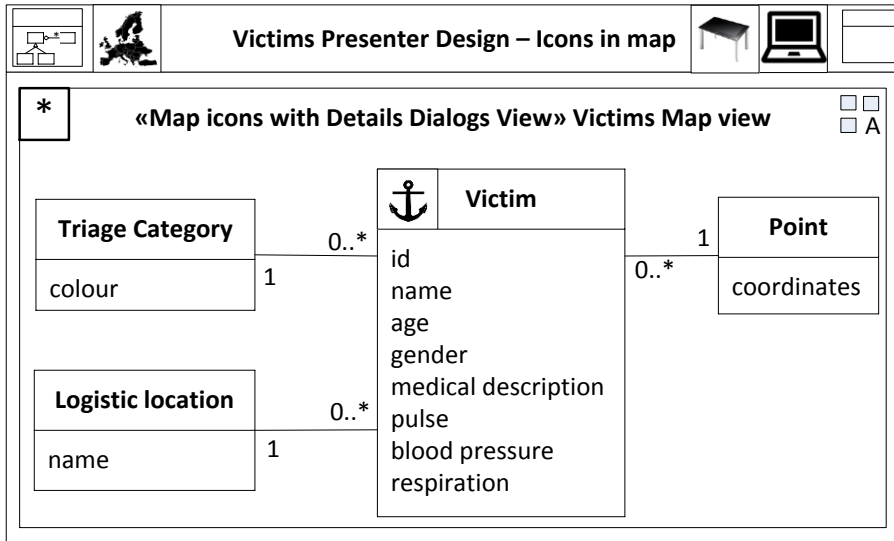 Victims Presenter Design – Icons in map
*
«Map icons with Details Dialogs View» Victims Map view
A
Triage Category
colour
1
0..*
Victim
id
name
age
gender
medical description
pulse
blood pressure
respiration
1
0..*
Point
coordinates
Logistic location
name
1
0..*